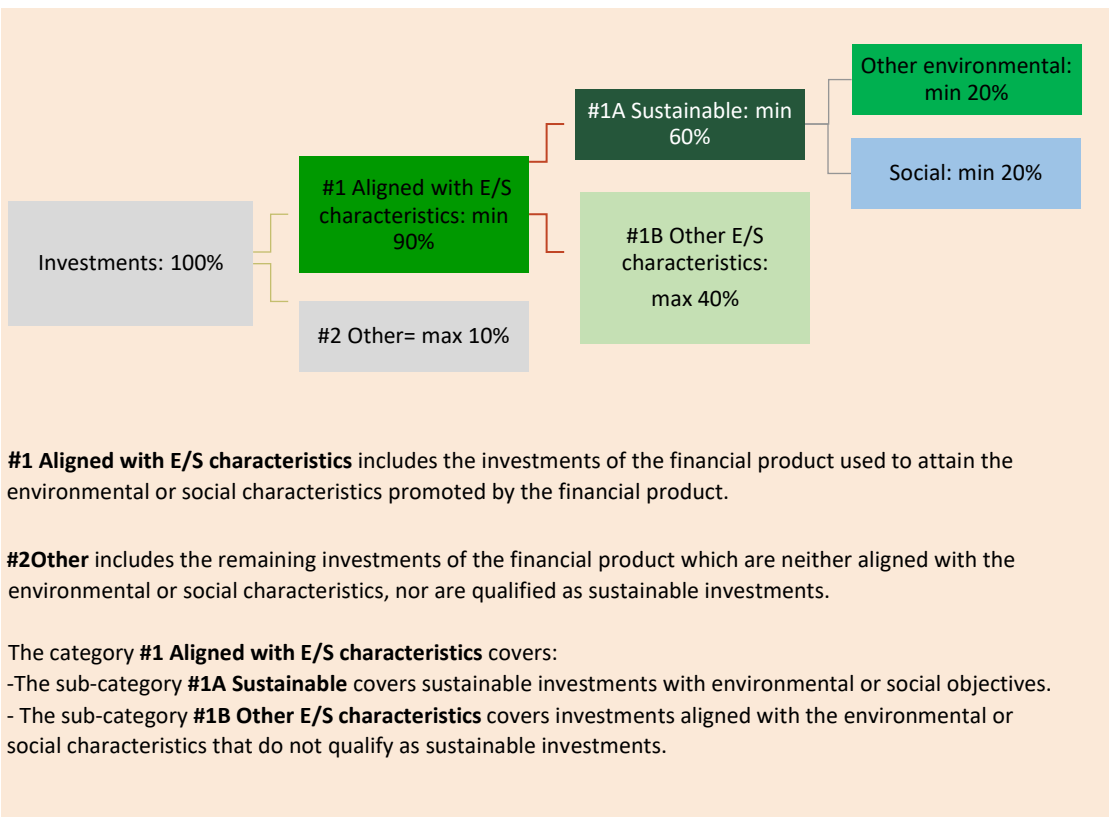 Investments: 100%
#1 Aligned with E/S
characteristics: min
90%
#2 Other= max 10%
#1A Sustainable: min
60%
#1B Other E/S
characteristics:
max 40%
Other environmental:
min 20%
Social: min 20%
#1 Aligned with E/S characteristics includes the investments of the financial product used to attain the
environmental or social characteristics promoted by the financial product.
#2Other includes the remaining investments of the financial product which are neither aligned with the
environmental or social characteristics, nor are qualified as sustainable investments.
The category #1 Aligned with E/S characteristics covers:
-The sub-category #1A Sustainable covers sustainable investments with environmental or social objectives.
- The sub-category #1B Other E/S characteristics covers investments aligned with the environmental or
social characteristics that do not qualify as sustainable investments.